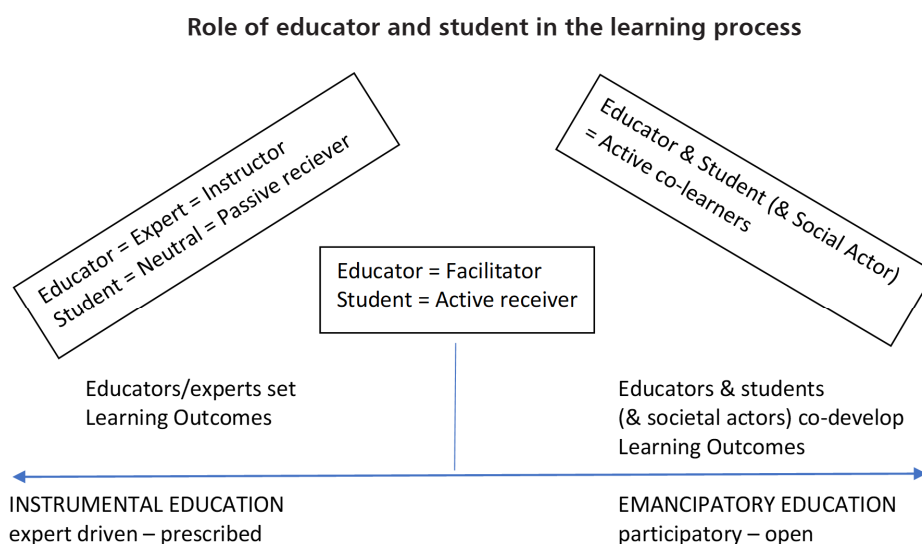 Role of educator and student in the learning process
Educator = Expert = Instructor
Student = Neutral = Passive reciever
Educator = Facilitator
Student = Active receiver
Educator & Student (& Social Actor)
= Active co-learners
Educators/experts set
Learning Outcomes
Educators & students
(& societal actors) co-develop
Learning Outcomes
INSTRUMENTAL EDUCATION
expert driven – prescribed
EMANCIPATORY EDUCATION
participatory – open